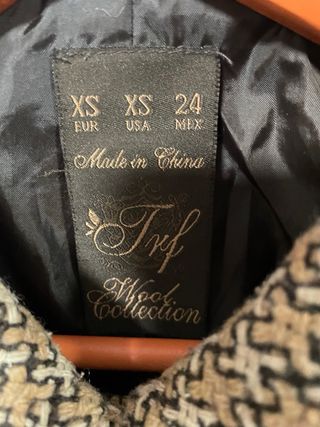 XS XS 24
EUR USA MEX
Made in China
Trf
Wool
Collection